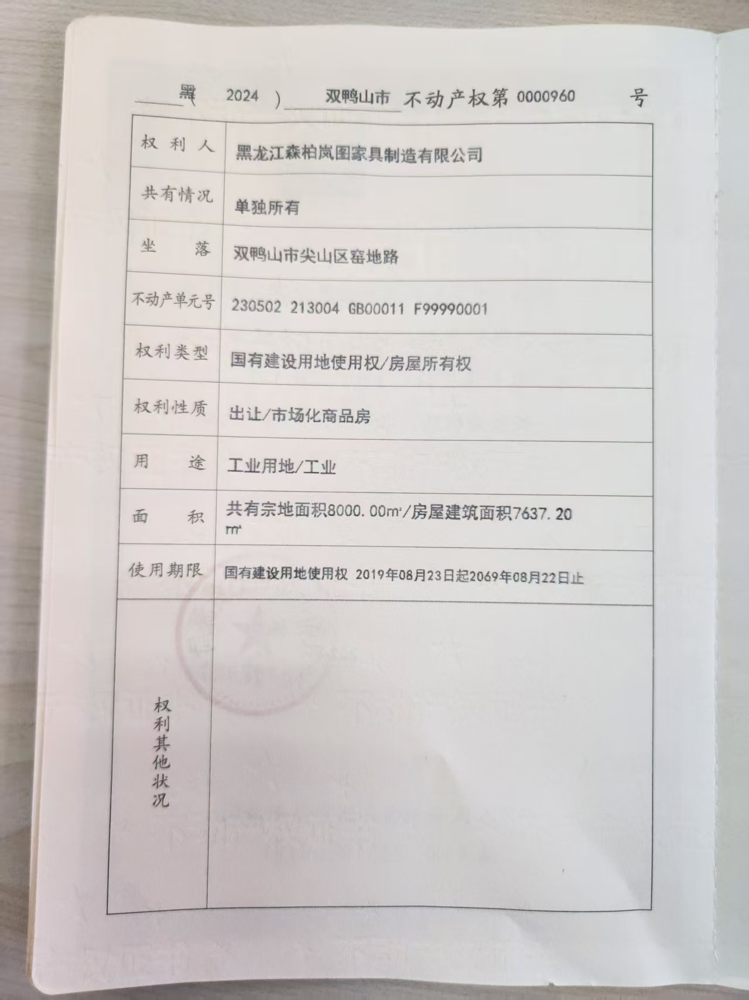 黑( 2024 ) 双鸭山市 不动产权第 0000960 号
权利人 黑龙江森柏岚图家具制造有限公司
共有情况 单独所有
坐落 双鸭山市尖山区窑地路
不动产单元号 230502 213004 GB00011 F99990001
权利类型 国有建设用地使用权/房屋所有权
权利性质 出让/市场化商品房
用途 工业用地/工业
面积 共有宗地面积8000.00㎡/房屋建筑面积7637.20
㎡
使用期限 国有建设用地使用权 2019年08月23日起2069年08月22日止
权利其他状况